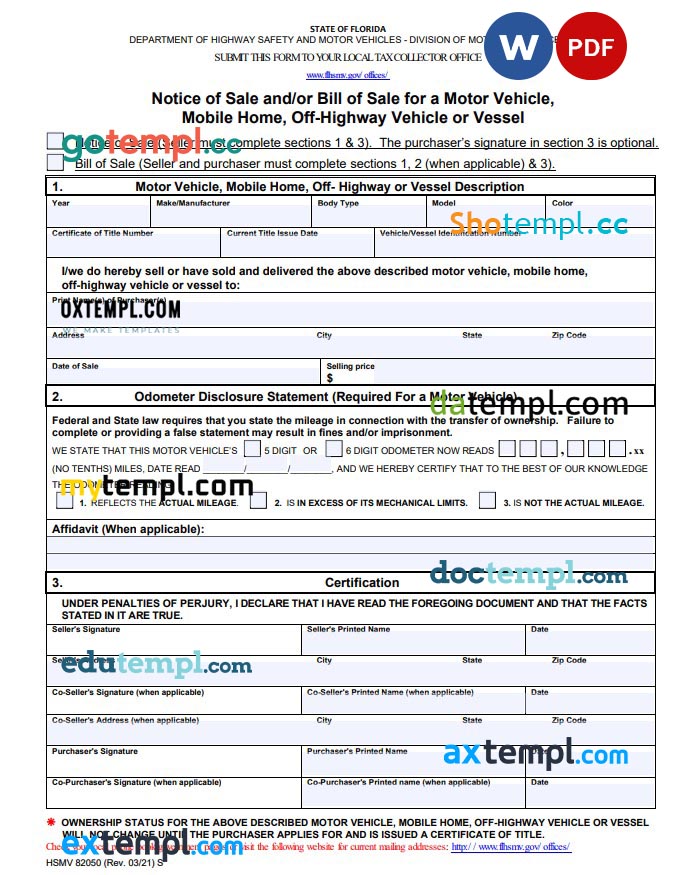 STATE OF FLORIDA
DEPARTMENT OF HIGHWAY SAFETY AND MOTOR VEHICLES - DIVISION OF
SUBMIT THIS FORM TO YOUR LOCAL TAX COLLECTOR OFFICE
www.flhsmv.gov/ offices/
W
PDF
Notice of Sale and/or Bill of Sale for a Motor Vehicle,
Mobile Home, Off-Highway Vehicle or Vessel
Notice of Sale (Seller must complete sections 1 & 3). The purchaser's signature in section 3 is optional.
gotempl.cc
Bill of Sale (Seller and purchaser must complete sections 1, 2 (when applicable) & 3).
1. Motor Vehicle, Mobile Home, Off- Highway or Vessel Description
Year Make/Manufacturer Body Type Model Color
Shotempl.cc
Certificate of Title Number Current Title Issue Date Vehicle/Vessel Identification Number
I/we do hereby sell or have sold and delivered the above described motor vehicle, mobile home,
off-highway vehicle or vessel to:
Print Name(s) of Purchaser(s)
OXTEMPL.COM
WE MAKE TEMPLATES
Address City State Zip Code
Date of Sale Selling price
$
2. Odometer Disclosure Statement (Required For a Motor Vehicle)
datempl.com
Federal and State law requires that you state the mileage in connection with the transfer of ownership. Failure to
complete or providing a false statement may result in fines and/or imprisonment.
WE STATE THAT THIS MOTOR VEHICLE'S 5 DIGIT OR 6 DIGIT ODOMETER NOW READS , .xx
(NO TENTHS) MILES, DATE READ ________/________/________, AND WE HEREBY CERTIFY THAT TO THE BEST OF OUR KNOWLEDGE
THE ODOMETER READING:
mytempl.com
1. REFLECTS THE ACTUAL MILEAGE. 2. IS IN EXCESS OF ITS MECHANICAL LIMITS. 3. IS NOT THE ACTUAL MILEAGE.
Affidavit (When applicable):
doctempl.com
3. Certification
UNDER PENALTIES OF PERJURY, I DECLARE THAT I HAVE READ THE FOREGOING DOCUMENT AND THAT THE FACTS
STATED IN IT ARE TRUE.
Seller's Signature Seller's Printed Name Date
Seller's Address City State Zip Code
edutempl.com
Co-Seller's Signature (when applicable) Co-Seller's Printed Name (when applicable) Date
Co-Seller's Address (when applicable) City State Zip Code
Purchaser's Signature Purchaser's Printed Name Date
axtempl.com
Co-Purchaser's Signature (when applicable) Co-Purchaser's Printed name (when applicable) Date
OWNERSHIP STATUS FOR THE ABOVE DESCRIBED MOTOR VEHICLE, MOBILE HOME, OFF-HIGHWAY VEHICLE OR VESSEL
WILL NOT CHANGE UNTIL THE PURCHASER APPLIES FOR AND IS ISSUED A CERTIFICATE OF TITLE.
extempl.com
Check your local phone book government pages or visit the following website for current mailing addresses: http:/ / www.flhsmv.gov/ offices/
HSMV 82050 (Rev. 03/21) S